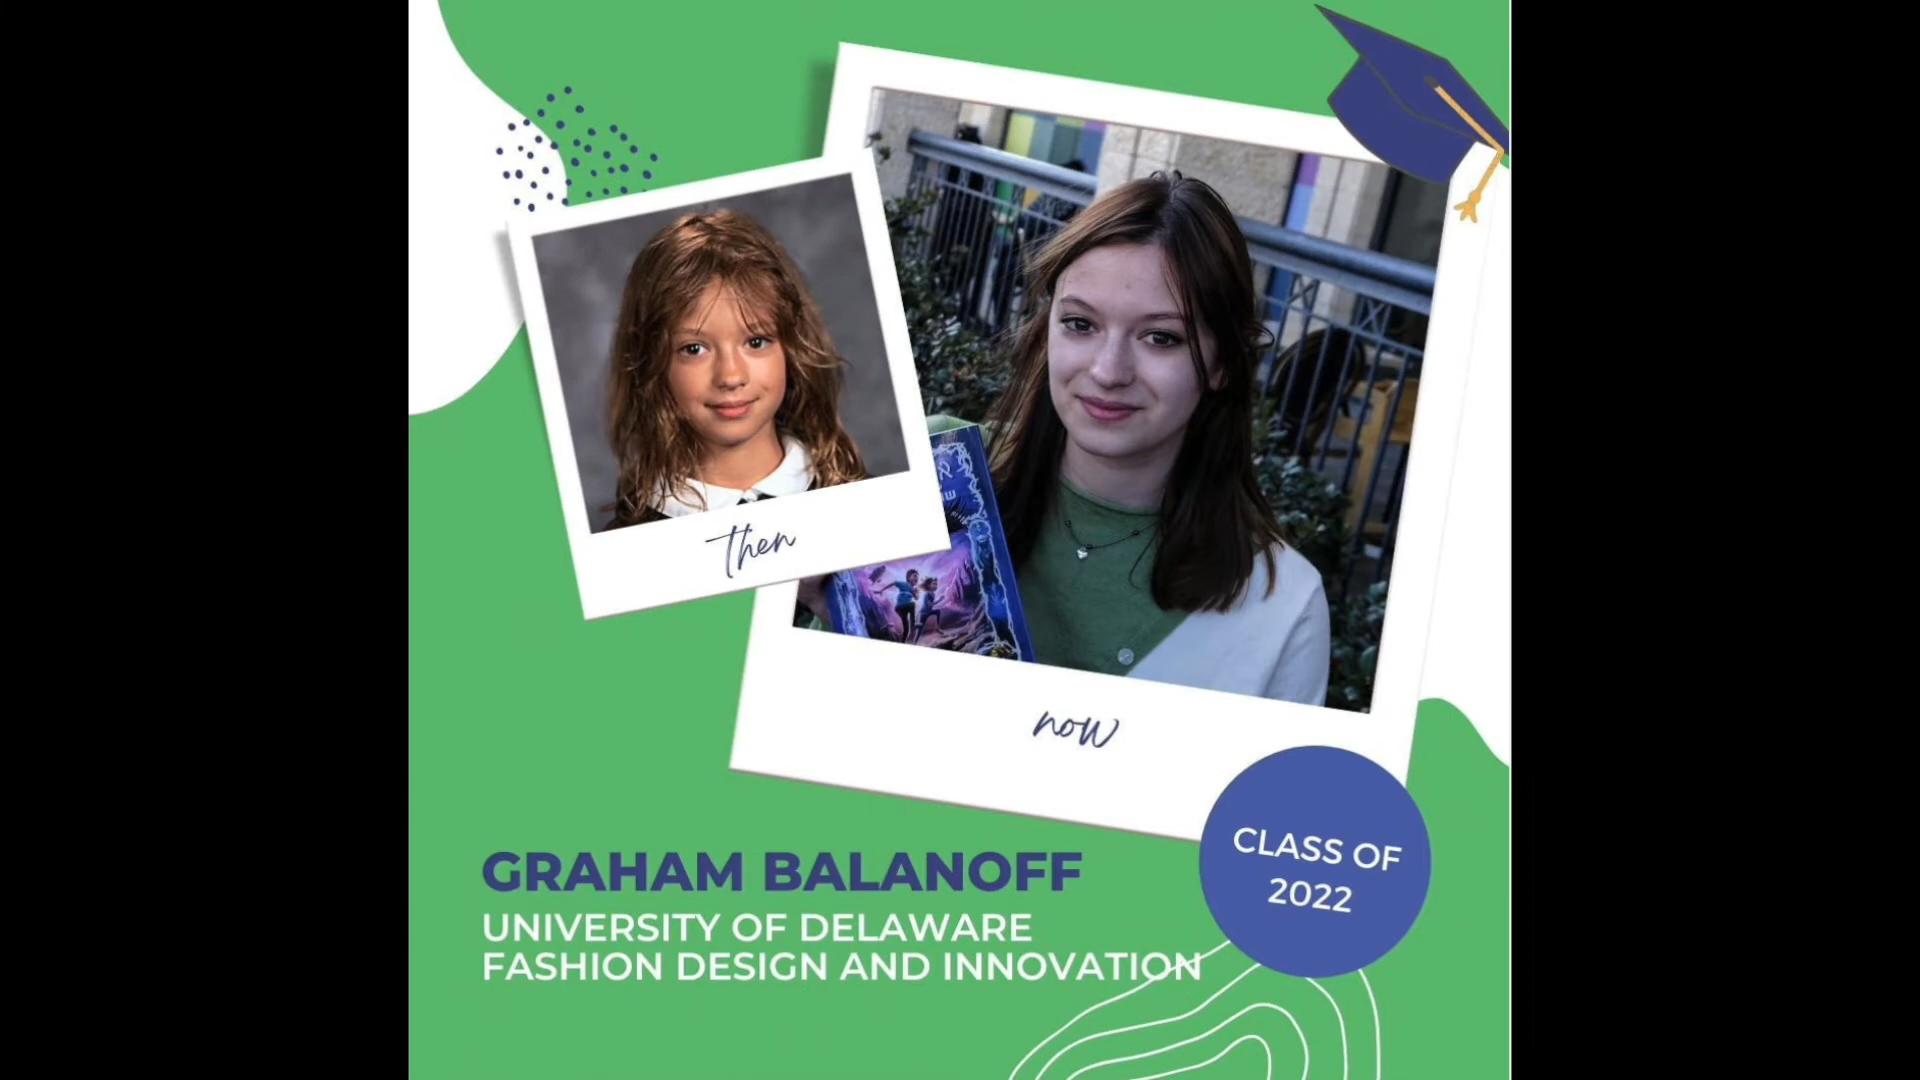 then
now
CLASS OF
2022
GRAHAM BALANOFF
UNIVERSITY OF DELAWARE
FASHION DESIGN AND INNOVATION